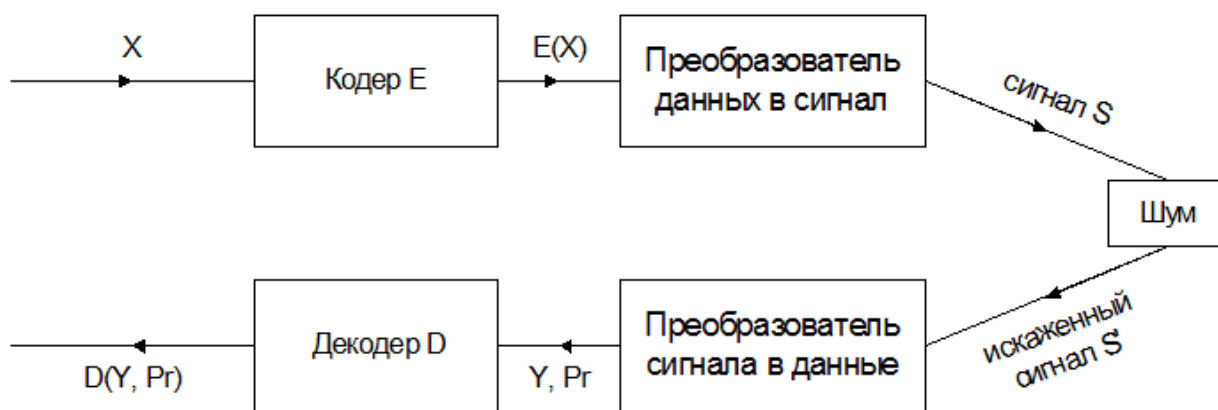 X
Кодер E
E(X)
Преобразователь
данных в сигнал
сигнал S
Шум
искаженный
сигнал S
Преобразователь
сигнала в данные
Y, Pr
Декодер D
D(Y, Pr)